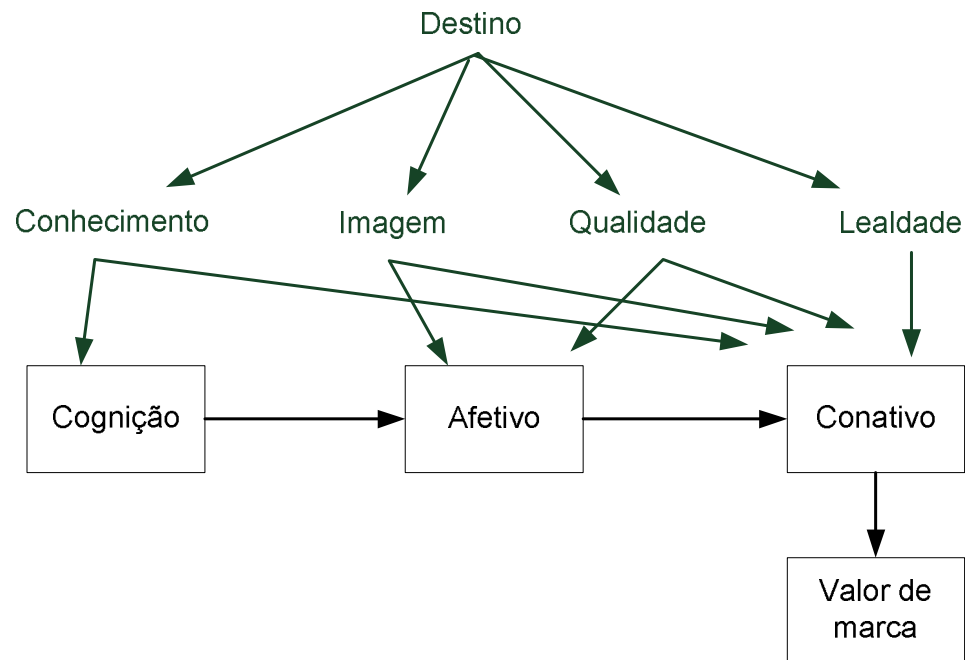 Destino
Conhecimento
Imagem
Qualidade
Lealdade
Cognição
Afetivo
Conativo
Valor de
marca